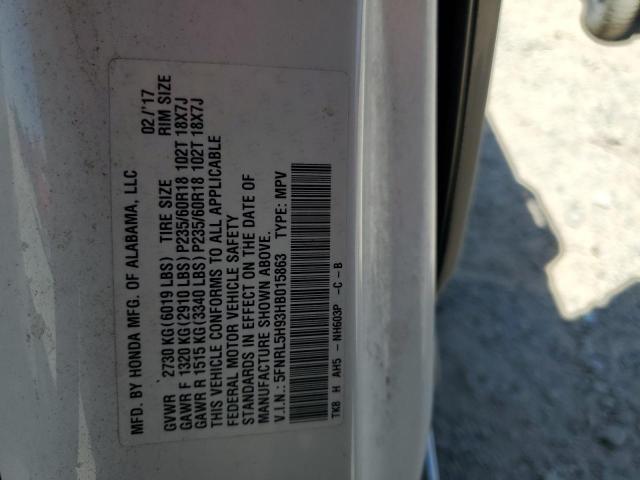 MFD. BY HONDA MFG. OF ALABAMA, LLC 02/'17
GVWR 2730 KG(6019 LBS) TIRE SIZE RIM SIZE
GAWR F 1320 KG(2910 LBS) P235/60R18 102T 18X7J
GAWR R 1515 KG(3340 LBS) P235/60R18 102T 18X7J
THIS VEHICLE CONFORMS TO ALL APPLICABLE
FEDERAL MOTOR VEHICLE SAFETY
STANDARDS IN EFFECT ON THE DATE OF
MANUFACTURE SHOWN ABOVE.
V.I.N.: 5FNRL5H93HB015863 TYPE: MPV
TK8 H AH5 - NH603P -C-B